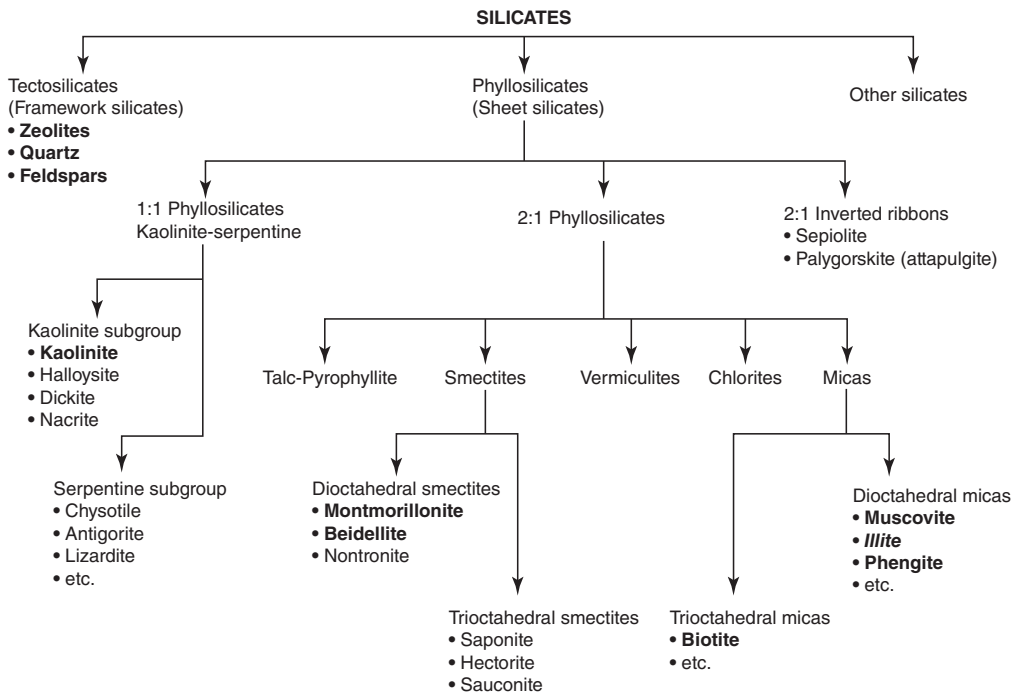 SILICATES
Tectosilicates
(Framework silicates)
• Zeolites
• Quartz
• Feldspars
Phyllosilicates
(Sheet silicates)
Other silicates
1:1 Phyllosilicates
Kaolinite-serpentine
2:1 Phyllosilicates
2:1 Inverted ribbons
• Sepiolite
• Palygorskite (attapulgite)
Kaolinite subgroup
• Kaolinite
• Halloysite
• Dickite
• Nacrite
Talc-Pyrophyllite
Smectites
Vermiculites
Chlorites
Micas
Serpentine subgroup
• Chysotile
• Antigorite
• Lizardite
• etc.
Dioctahedral smectites
• Montmorillonite
• Beidellite
• Nontronite
Dioctahedral micas
• Muscovite
• Illite
• Phengite
• etc.
Trioctahedral smectites
• Saponite
• Hectorite
• Sauconite
Trioctahedral micas
• Biotite
• etc.